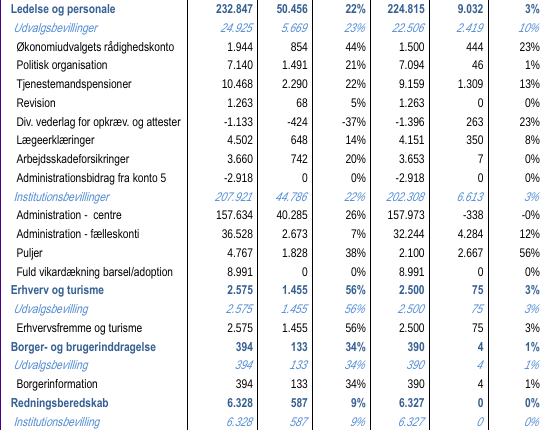 Ledelse og personale 232.847 50.456 22% 224.815 9.032 3%
Udvalgsbevillinger 24.925 5.669 23% 22.506 2.419 10%
Økonomiudvalgets rådighedskonto 1.944 854 44% 1.500 444 23%
Politisk organisation 7.140 1.491 21% 7.094 46 1%
Tjenestemandspensioner 10.468 2.290 22% 9.159 1.309 13%
Revision 1.263 68 5% 1.263 0 0%
Div. vederlag for opkræv. og attester -1.133 -424 -37% -1.396 263 23%
Lægeerklæringer 4.502 648 14% 4.151 350 8%
Arbejdsskadeforsikringer 3.660 742 20% 3.653 7 0%
Administrationsbidrag fra konto 5 -2.918 0 0% -2.918 0 0%
Institutionsbevillinger 207.921 44.786 22% 202.308 6.613 3%
Administration - centre 157.634 40.285 26% 157.973 -338 -0%
Administration - fælleskonti 36.528 2.673 7% 32.244 4.284 12%
Puljer 4.767 1.828 38% 2.100 2.667 56%
Fuld vikardækning barsel/adoption 8.991 0 0% 8.991 0 0%
Erhverv og turisme 2.575 1.455 56% 2.500 75 3%
Udvalgsbevilling 2.575 1.455 56% 2.500 75 3%
Erhvervsfremme og turisme 2.575 1.455 56% 2.500 75 3%
Borger- og brugerinddragelse 394 133 34% 390 4 1%
Udvalgsbevilling 394 133 34% 390 4 1%
Borgerinformation 394 133 34% 390 4 1%
Redningsberedskab 6.328 587 9% 6.327 0 0%
Institutionsbevilling 6.328 587 9% 6.327 0 0%